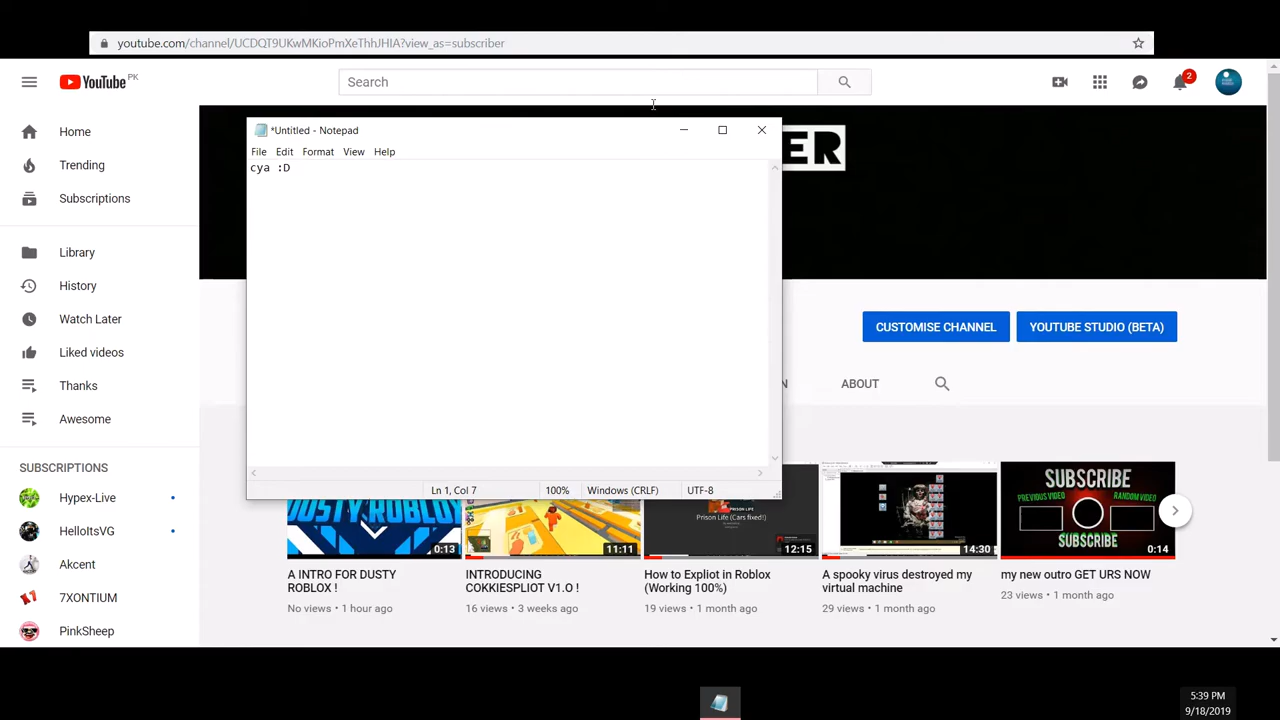 youtube.com/channel/UCDQT9UKwMKioPmXeThhJHIA?view_as=subscriber
YouTube PK
Search
2
*Untitled - Notepad
File Edit Format View Help
cya :D
ER
Home
Trending
Subscriptions
Library
History
Watch Later
Liked videos
Thanks
Awesome
SUBSCRIPTIONS
Hypex-Live
HelloItsVG
Akcent
7XONTIUM
PinkSheep
CUSTOMISE CHANNEL
YOUTUBE STUDIO (BETA)
N
ABOUT
Ln 1, Col 7
100%
Windows (CRLF)
UTF-8
DUSTY ROBLOX
0:13
A INTRO FOR DUSTY
ROBLOX !
No views • 1 hour ago
11:11
INTRODUCING
COKKIESPLIOT V1.O !
16 views • 3 weeks ago
Prison Life (Cars fixed!)
12:15
How to Expliot in Roblox
(Working 100%)
19 views • 1 month ago
14:30
A spooky virus destroyed my
virtual machine
29 views • 1 month ago
SUBSCRIBE
PREVIOUS VIDEO
RANDOM VIDEO
SUBSCRIBE
0:14
my new outro GET URS NOW
23 views • 1 month ago
5:39 PM
9/18/2019